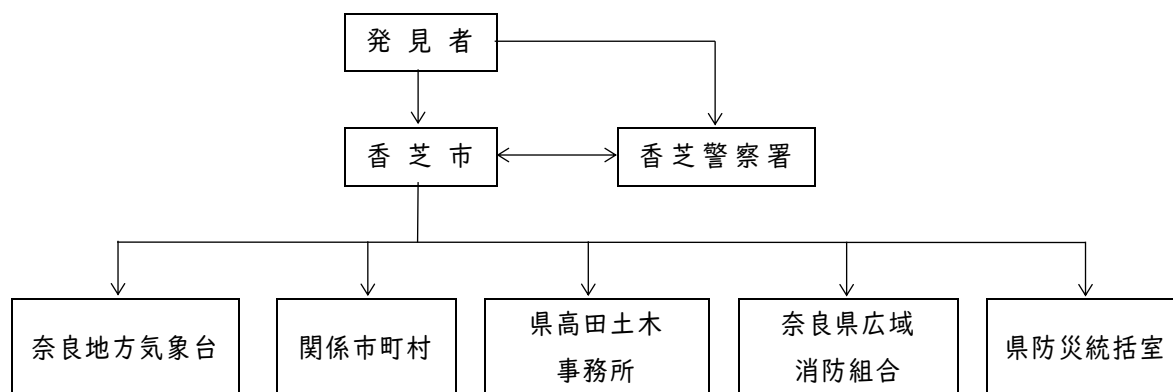 発見者
香芝市
香芝警察署
奈良地方気象台
関係市町村
県高田土木
事務所
奈良県広域
消防組合
県防災統括室